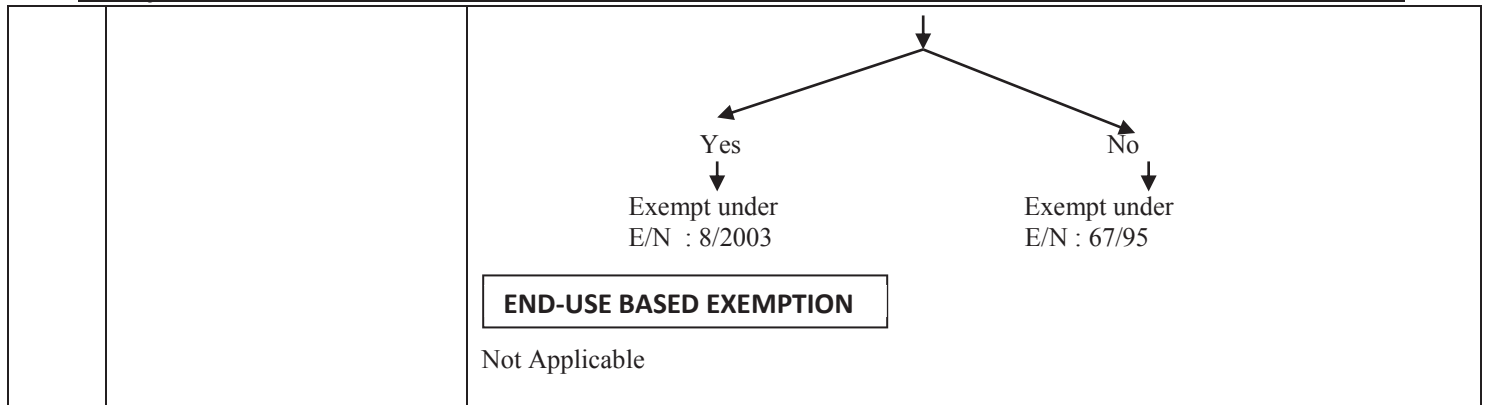 Yes No
Exempt under Exempt under
E/N : 8/2003 E/N : 67/95
END-USE BASED EXEMPTION
Not Applicable